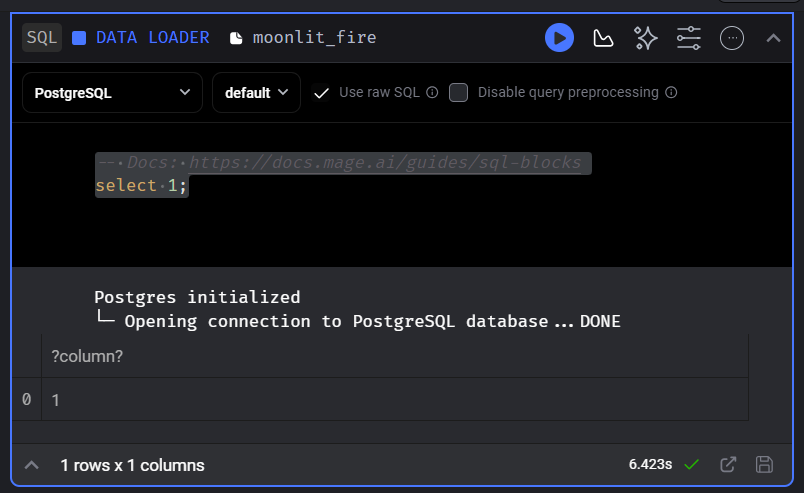 SQL DATA LOADER moonlit_fire
PostgreSQL default Use raw SQL Disable query preprocessing
-- Docs: https://docs.mage.ai/guides/sql-blocks
select 1;
Postgres initialized
└─ Opening connection to PostgreSQL database...DONE
?column?
0 1
1 rows x 1 columns 6.423s